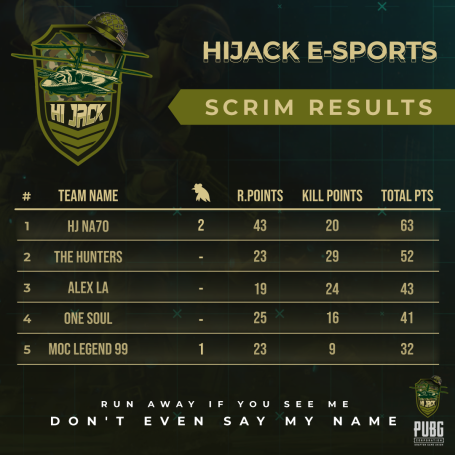 HIJACK E-SPORTS
HI JACK
SCRIM RESULTS
# TEAM NAME R.POINTS KILL POINTS TOTAL PTS
1 HJ NA70 2 43 20 63
2 THE HUNTERS - 23 29 52
3 ALEX LA - 19 24 43
4 ONE SOUL - 25 16 41
5 MOC LEGEND 99 1 23 9 32
RUN AWAY IF YOU SEE ME
DON'T EVEN SAY MY NAME
HI JACK
PUBG
CORPORATION